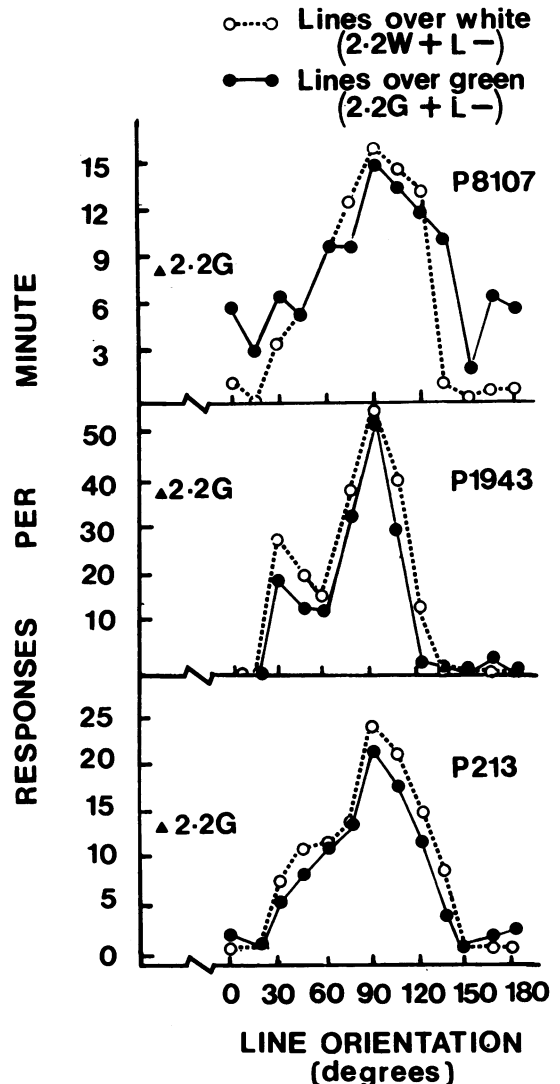 Lines over white
(2·2W + L−)
Lines over green
(2·2G + L−)
RESPONSES PER MINUTE
15
12
9
6
3
▲2·2G
P8107
50
40
30
20
10
▲2·2G
P1943
25
20
15
10
5
0
▲ 2·2G
P213
0 30 60 90 120 150 180
LINE ORIENTATION
(degrees)